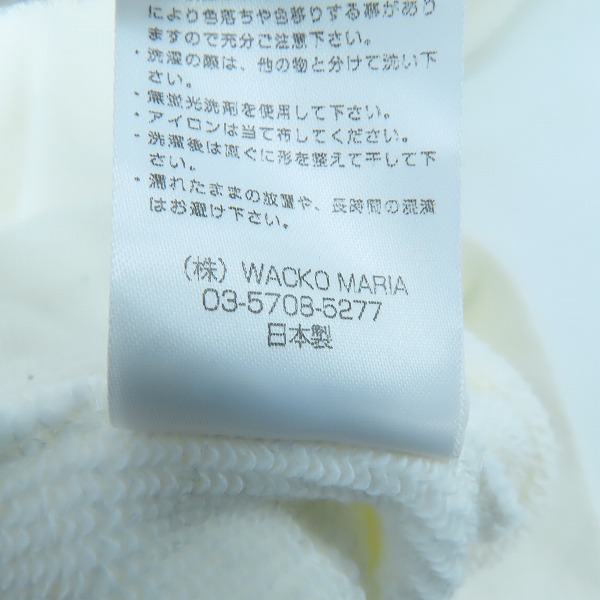 により色落ちや色移りする事があり
ますので充分ご注意下さい。
・洗濯の際は、他の物と分けて洗い下
さい。
・無蛍光洗剤を使用して下さい。
・アイロンは当て布してください。
・洗濯後は直ぐに形を整えて干して下
さい。
・濡れたままの放置や、長時間の浸漬
はお避け下さい。
(株) WACKO MARIA
03-5708-5277
日本製